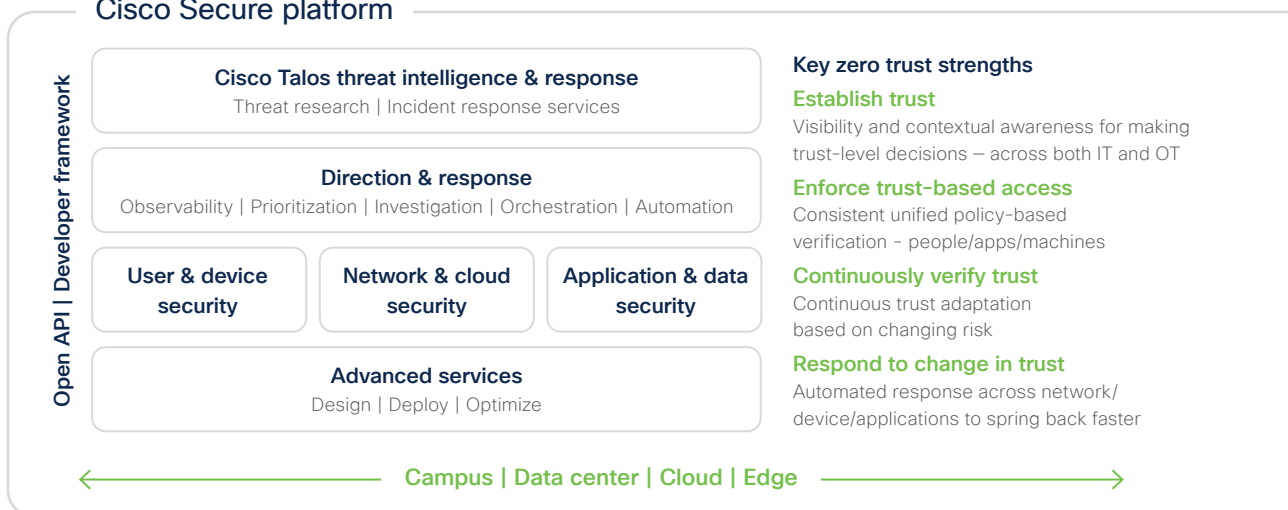 Cisco Secure platform
Open API | Developer framework
Cisco Talos threat intelligence & response
Threat research | Incident response services
Direction & response
Observability | Prioritization | Investigation | Orchestration | Automation
User & device
security
Network & cloud
security
Application & data
security
Advanced services
Design | Deploy | Optimize
Key zero trust strengths
Establish trust
Visibility and contextual awareness for making
trust-level decisions – across both IT and OT
Enforce trust-based access
Consistent unified policy-based
verification - people/apps/machines
Continuously verify trust
Continuous trust adaptation
based on changing risk
Respond to change in trust
Automated response across network/
device/applications to spring back faster
Campus | Data center | Cloud | Edge